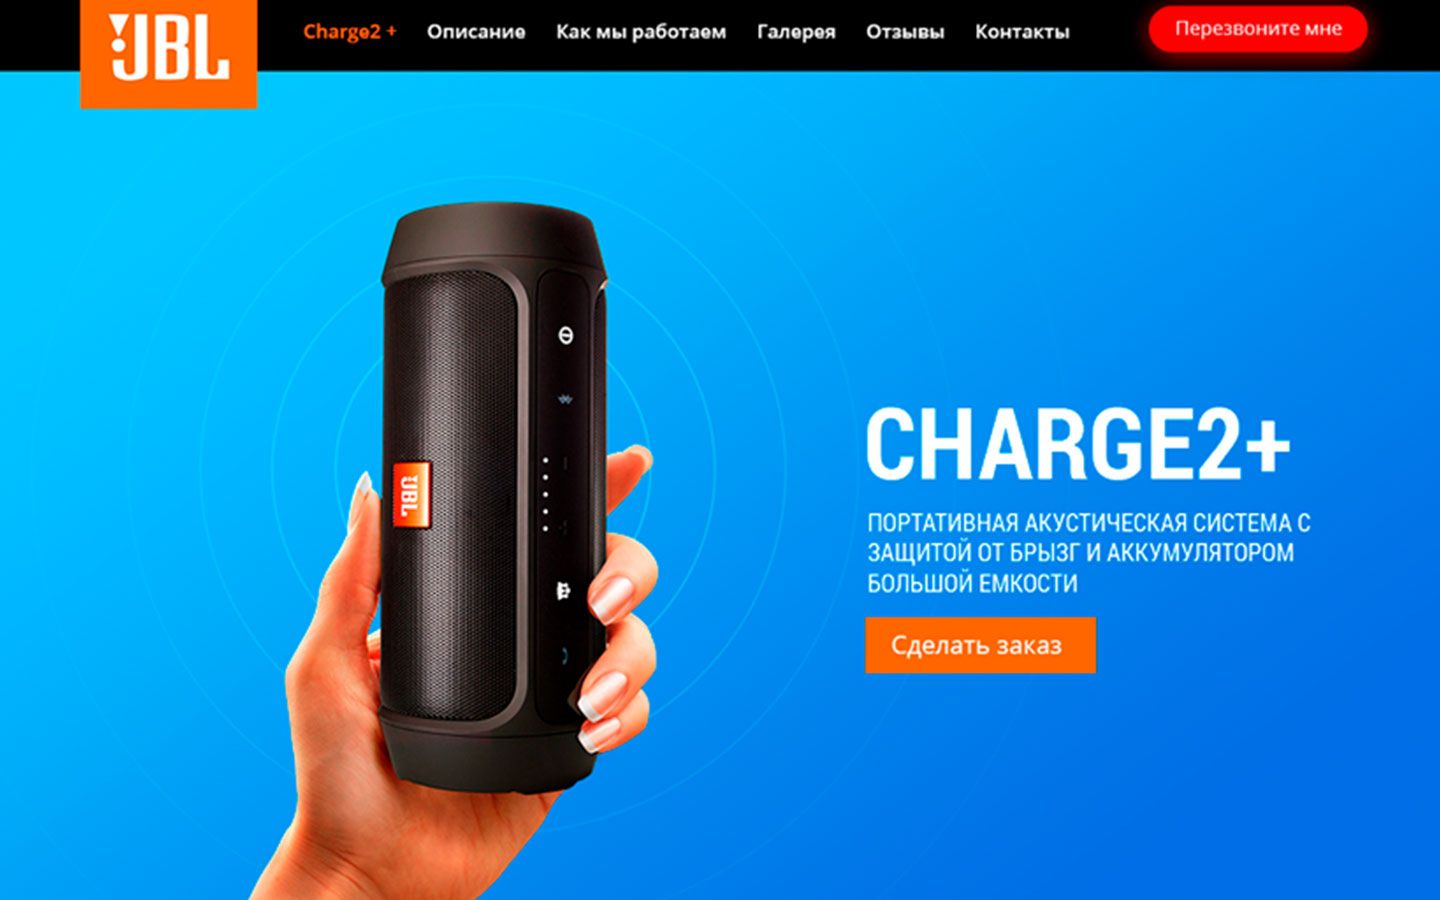 JBL
Charge2 + Описание Как мы работаем Галерея Отзывы Контакты
Перезвоните мне
JBL
CHARGE2+
ПОРТАТИВНАЯ АКУСТИЧЕСКАЯ СИСТЕМА С
ЗАЩИТОЙ ОТ БРЫЗГ И АККУМУЛЯТОРОМ
БОЛЬШОЙ ЕМКОСТИ
Сделать заказ